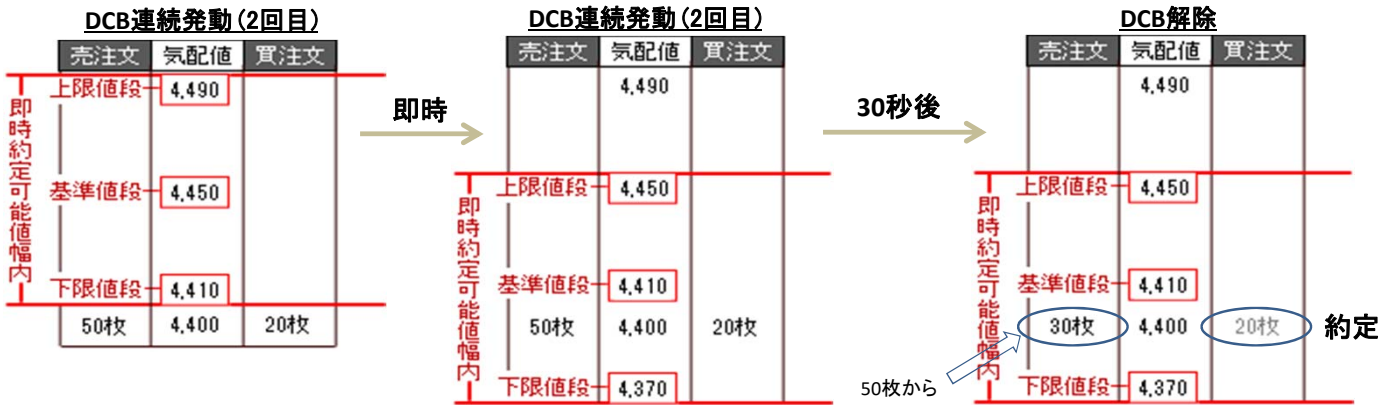 DCB連続発動（2回目）
売注文 気配値 買注文
上限値段 4,490
基準値段 4,450
下限値段 4,410
50枚 4,400 20枚
即時約定可能値幅内
即時
DCB連続発動（2回目）
売注文 気配値 買注文
4,490
上限値段 4,450
基準値段 4,410
50枚 4,400 20枚
下限値段 4,370
即時約定可能値幅内
30秒後
DCB解除
売注文 気配値 買注文
4,490
上限値段 4,450
基準値段 4,410
30枚 4,400 20枚 約定
下限値段 4,370
即時約定可能値幅内
50枚から